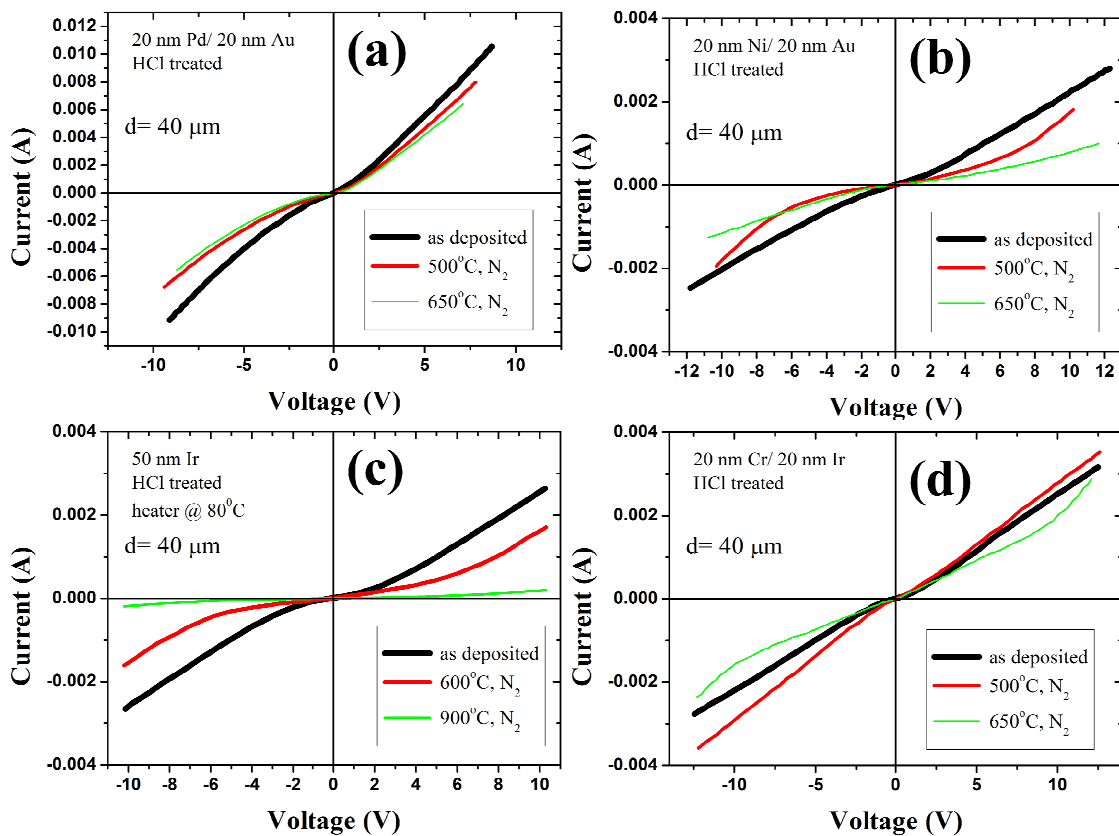 20 nm Pd/ 20 nm Au
HCl treated
(a)
d= 40 μm
Current (A)
0.012
0.010
0.008
0.006
0.004
0.002
0.000
-0.002
-0.004
-0.006
-0.008
-0.010
as deposited
500°C, N2
650°C, N2
-10 -5 0 5 10
Voltage (V)
20 nm Ni/ 20 nm Au
HCl treated
(b)
d= 40 μm
Current (A)
0.004
0.002
0.000
-0.002
-0.004
as deposited
500°C, N2
650°C, N2
-12 -10 -8 -6 -4 -2 0 2 4 6 8 10 12
Voltage (V)
50 nm Ir
HCl treated
heater @ 80°C
(c)
d= 40 μm
Current (A)
0.004
0.002
0.000
-0.002
-0.004
as deposited
600°C, N2
900°C, N2
-10 -8 -6 -4 -2 0 2 4 6 8 10
Voltage (V)
20 nm Cr/ 20 nm Ir
HCl treated
(d)
d= 40 μm
Current (A)
0.004
0.002
0.000
-0.002
-0.004
as deposited
500°C, N2
650°C, N2
-10 -5 0 5 10
Voltage (V)